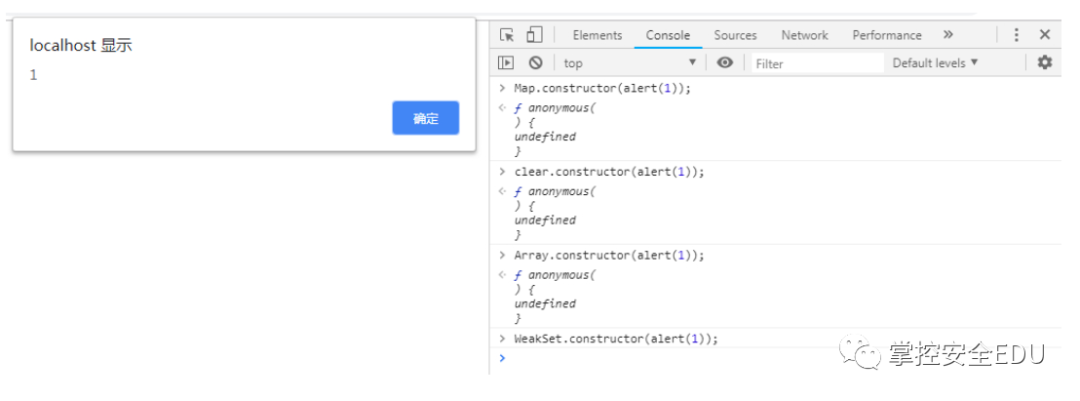 localhost 显示
1
确定
Elements Console Sources Network Performance »
top ▼ Filter Default levels ▼
> Map.constructor(alert(1));
ƒ anonymous(
) {
undefined
}
> clear.constructor(alert(1));
ƒ anonymous(
) {
undefined
}
> Array.constructor(alert(1));
ƒ anonymous(
) {
undefined
}
> WeakSet.constructor(alert(1));
>
掌控安全EDU